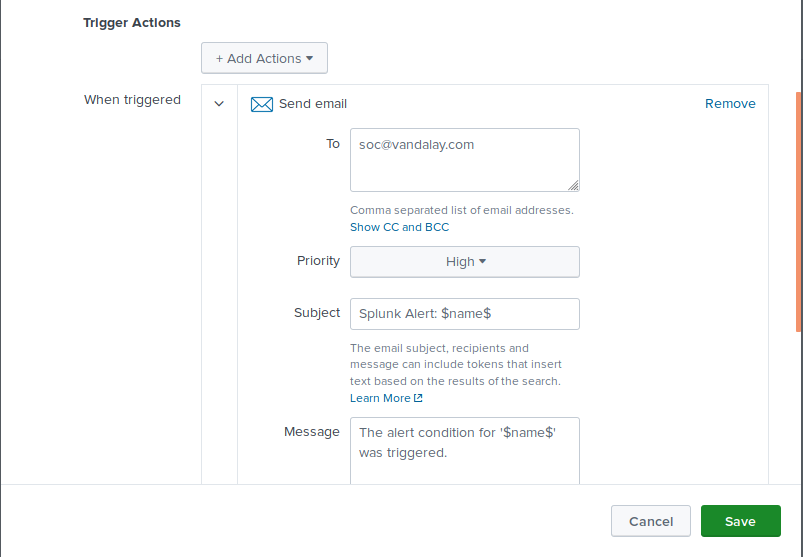 Trigger Actions
+ Add Actions
When triggered
Send email
Remove
To
soc@vandalay.com
Comma separated list of email addresses.
Show CC and BCC
Priority
High
Subject
Splunk Alert: $name$
The email subject, recipients and
message can include tokens that insert
text based on the results of the search.
Learn More
Message
The alert condition for '$name$'
was triggered.
Cancel
Save